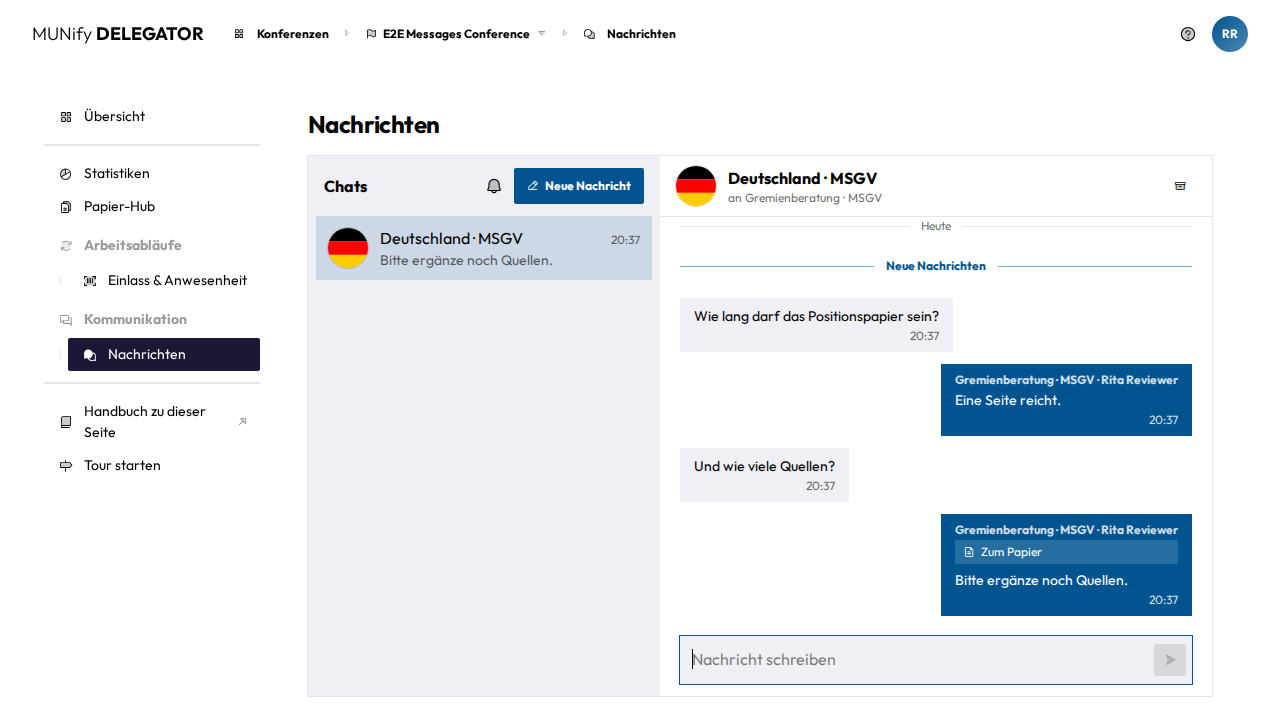 MUNify DELEGATOR
Konferenzen
E2E Messages Conference
Nachrichten
RR
Übersicht
Statistiken
Papier-Hub
Arbeitsabläufe
Einlass & Anwesenheit
Kommunikation
Nachrichten
Handbuch zu dieser
Seite
Tour starten
Nachrichten
Chats
Neue Nachricht
Deutschland · MSGV
20:37
Bitte ergänze noch Quellen.
Deutschland · MSGV
an Gremienberatung · MSGV
Heute
Neue Nachrichten
Wie lang darf das Positionspapier sein?
20:37
Gremienberatung · MSGV · Rita Reviewer
Eine Seite reicht.
20:37
Und wie viele Quellen?
20:37
Gremienberatung · MSGV · Rita Reviewer
Zum Papier
Bitte ergänze noch Quellen.
20:37
Nachricht schreiben